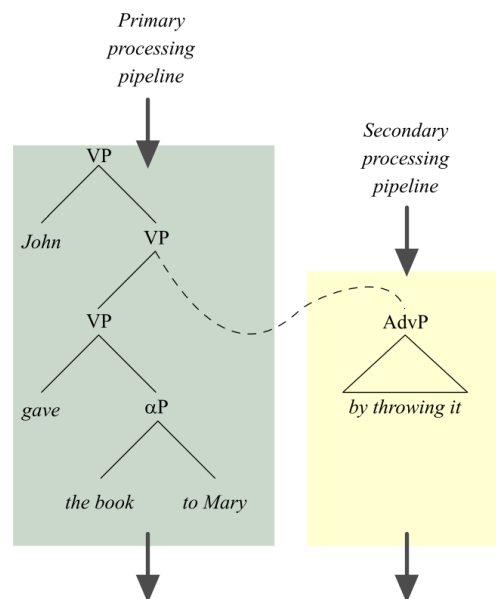 Primary
processing
pipeline
Secondary
processing
pipeline
VP
John
VP
VP
AdvP
gave
αP
by throwing it
the book
to Mary